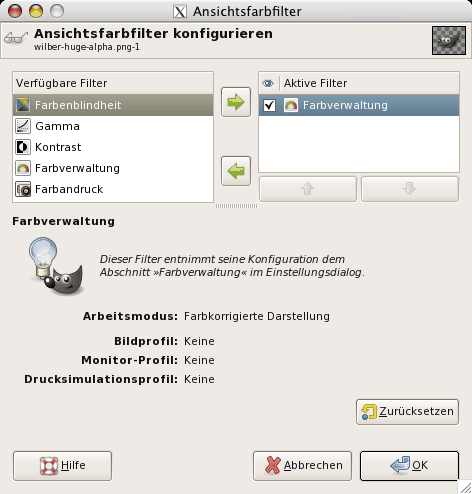 Ansichtsfarbfilter
Ansichtsfarbfilter konfigurieren
wilber-huge-alpha.png-1
Verfügbare Filter
Farbenblindheit
Gamma
Kontrast
Farbverwaltung
Farbandruck
Aktive Filter
Farbverwaltung
Farbverwaltung
Dieser Filter entnimmt seine Konfiguration dem
Abschnitt »Farbverwaltung« im Einstellungsdialog.
Arbeitsmodus: Farbkorrigierte Darstellung
Bildprofil: Keine
Monitor-Profil: Keine
Drucksimulationsprofil: Keine
Zurücksetzen
Hilfe
Abbrechen
OK